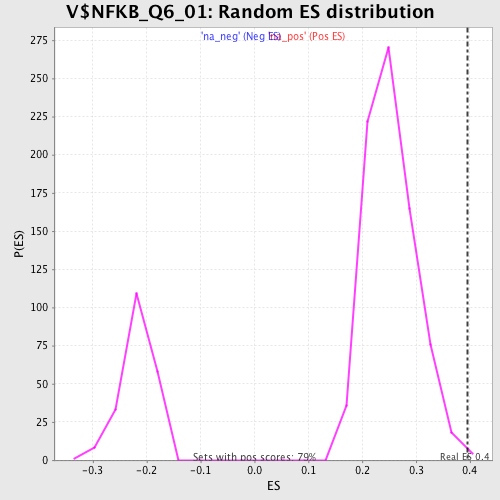 V$NFKB_Q6_01: Random ES distribution
'na_neg' (Neg ES)
'na_pos' (Pos ES)
275
250
225
200
175
150
125
100
75
50
25
0
P(ES)
Sets with pos scores: 79%
Real ES 0.4
-0.3 -0.2 -0.1 0.0 0.1 0.2 0.3 0.4
ES